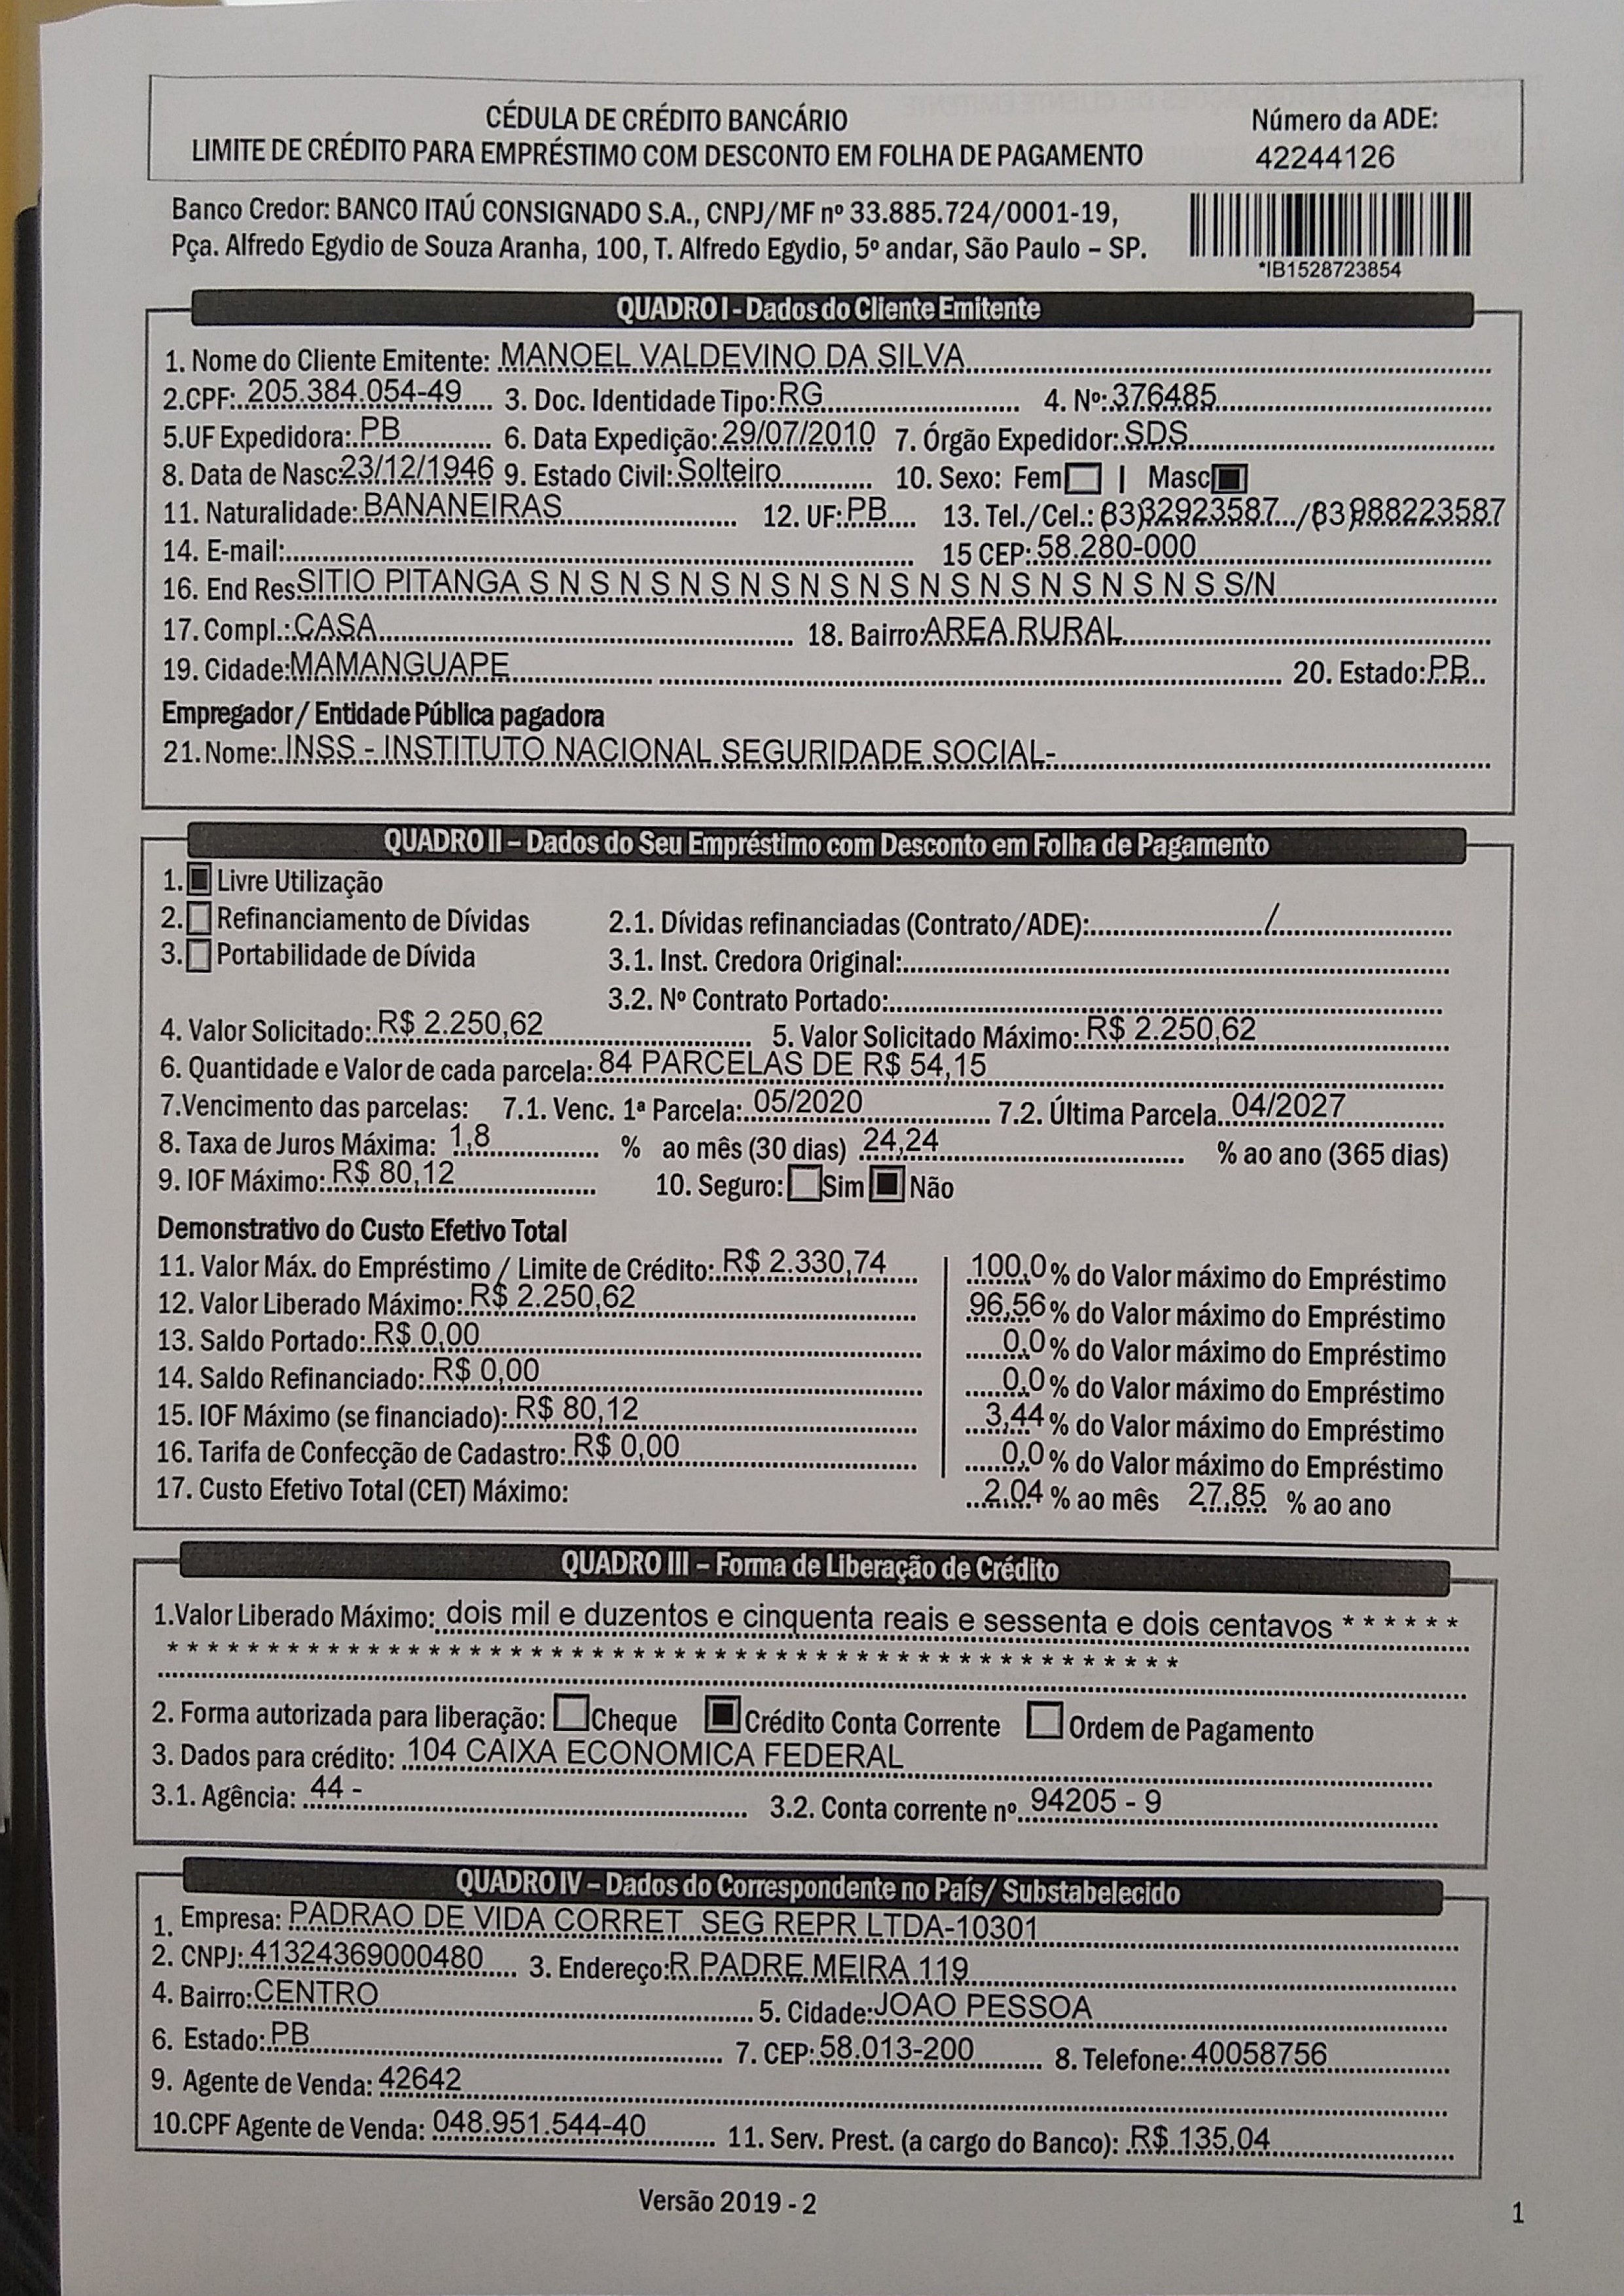 CÉDULA DE CRÉDITO BANCÁRIO
LIMITE DE CRÉDITO PARA EMPRÉSTIMO COM DESCONTO EM FOLHA DE PAGAMENTO
Número da ADE:
42244126
Banco Credor: BANCO ITAÚ CONSIGNADO S.A., CNPJ/MF nº 33.885.724/0001-19,
Pça. Alfredo Egydio de Souza Aranha, 100, T. Alfredo Egydio, 5º andar, São Paulo – SP.
*IB1528723854
QUADRO I - Dados do Cliente Emitente
1. Nome do Cliente Emitente: MANOEL VALDEVINO DA SILVA
2.CPF: 205.384.054-49 3. Doc. Identidade Tipo: RG 4. Nº: 376485
5.UF Expedidora: PB 6. Data Expedição: 29/07/2010 7. Órgão Expedidor: SDS
8. Data de Nasc: 23/12/1946 9. Estado Civil: Solteiro 10. Sexo: Fem | Masc
11. Naturalidade: BANANEIRAS 12. UF: PB 13. Tel./Cel.: (83)32923587 /(83)988223587
14. E-mail: 15 CEP: 58.280-000
16. End Res SITIO PITANGA S N S N S N S N S N S N S N S N S N S N S N S S/N
17. Compl.: CASA 18. Bairro: AREA RURAL
19. Cidade: MAMANGUAPE 20. Estado: PB
Empregador / Entidade Pública pagadora
21. Nome: INSS - INSTITUTO NACIONAL SEGURIDADE SOCIAL-
QUADRO II – Dados do Seu Empréstimo com Desconto em Folha de Pagamento
1. Livre Utilização
2. Refinanciamento de Dívidas 2.1. Dívidas refinanciadas (Contrato/ADE): /
3. Portabilidade de Dívida 3.1. Inst. Credora Original:
3.2. Nº Contrato Portado:
4. Valor Solicitado: R$ 2.250,62 5. Valor Solicitado Máximo: R$ 2.250,62
6. Quantidade e Valor de cada parcela: 84 PARCELAS DE R$ 54,15
7.Vencimento das parcelas: 7.1. Venc. 1ª Parcela: 05/2020 7.2. Última Parcela 04/2027
8. Taxa de Juros Máxima: 1,8 % ao mês (30 dias) 24,24 % ao ano (365 dias)
9. IOF Máximo: R$ 80,12 10. Seguro: Sim Não
Demonstrativo do Custo Efetivo Total
11. Valor Máx. do Empréstimo / Limite de Crédito: R$ 2.330,74 100,0 % do Valor máximo do Empréstimo
12. Valor Liberado Máximo: R$ 2.250,62 96,56 % do Valor máximo do Empréstimo
13. Saldo Portado: R$ 0,00 0,0 % do Valor máximo do Empréstimo
14. Saldo Refinanciado: R$ 0,00 0,0 % do Valor máximo do Empréstimo
15. IOF Máximo (se financiado): R$ 80,12 3,44 % do Valor máximo do Empréstimo
16. Tarifa de Confecção de Cadastro: R$ 0,00 0,0 % do Valor máximo do Empréstimo
17. Custo Efetivo Total (CET) Máximo: 2,04 % ao mês 27,85 % ao ano
QUADRO III – Forma de Liberação de Crédito
1.Valor Liberado Máximo: dois mil e duzentos e cinquenta reais e sessenta e dois centavos * * * * * *
* * * * * * * * * * * * * * * * * * * * * * * * * * * * * * * * * * * * * * * * * * * * * * * * * *
2. Forma autorizada para liberação: Cheque Crédito Conta Corrente Ordem de Pagamento
3. Dados para crédito: 104 CAIXA ECONOMICA FEDERAL
3.1. Agência: 44 - 3.2. Conta corrente nº 94205 - 9
QUADRO IV – Dados do Correspondente no País/ Substabelecido
1. Empresa: PADRAO DE VIDA CORRET SEG REPR LTDA-10301
2. CNPJ: 41324369000480 3. Endereço: R.PADRE MEIRA 119
4. Bairro: CENTRO 5. Cidade: JOAO PESSOA
6. Estado: PB 7. CEP: 58.013-200 8. Telefone: 40058756
9. Agente de Venda: 42642
10.CPF Agente de Venda: 048.951.544-40 11. Serv. Prest. (a cargo do Banco): R$ 135,04
Versão 2019 - 2
1